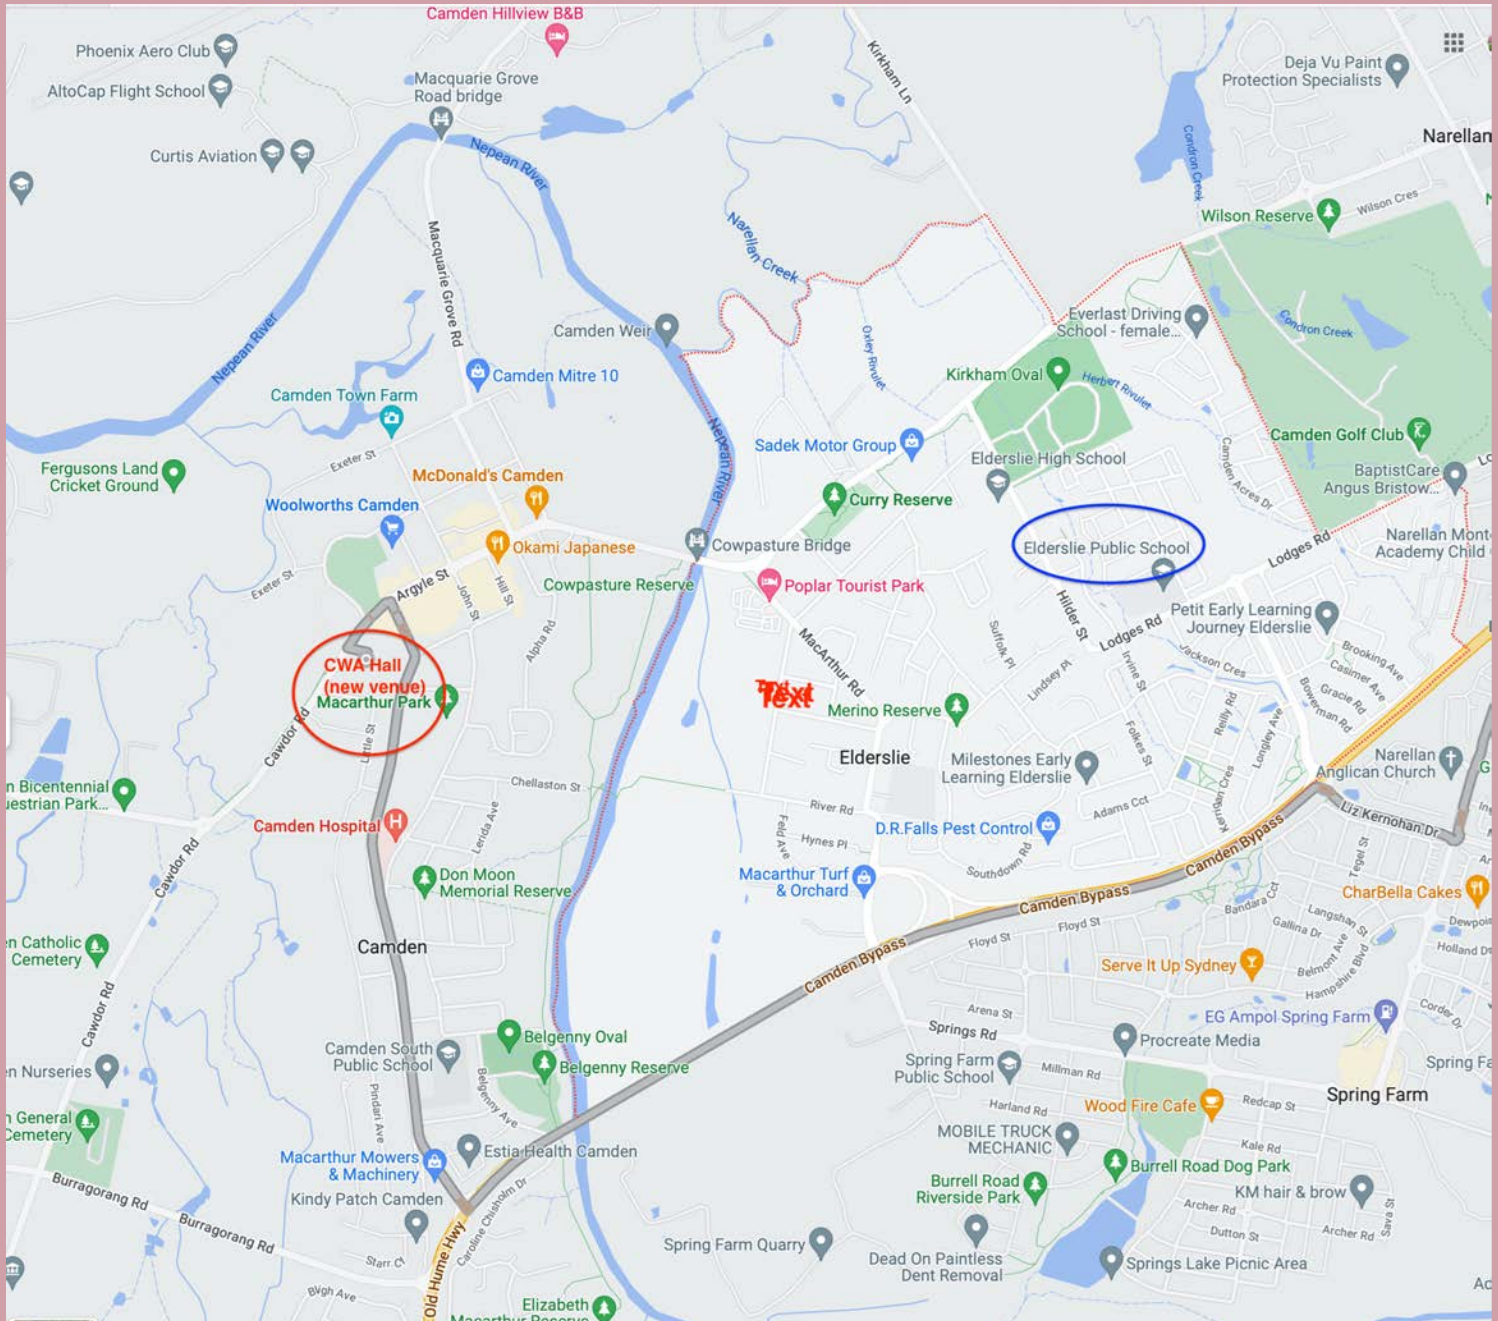 Camden Hillview B&B
Phoenix Aero Club
AltoCap Flight School
Macquarie Grove
Road bridge
Curtis Aviation
Nepean River
Kirkham Ln
Deja Vu Paint
Protection Specialists
Narellan
Condron Creek
Wilson Reserve
Wilson Cres
Macquarie Grove Rd
Narellan Creek
Nepean River
Camden Weir
Camden Mitre 10
Camden Town Farm
Oxley Rivulet
Everlast Driving
School - female...
Condron Creek
Kirkham Oval
Herbert Rivulet
Exeter St
Fergusons Land
Cricket Ground
McDonald's Camden
Woolworths Camden
Okami Japanese
Nepean River
Sadek Motor Group
Elderslie High School
Camden Acres Dr
Camden Golf Club
BaptistCare
Angus Bristow...
Curry Reserve
Cowpasture Bridge
Elderslie Public School
Lodges Rd
Narellan Mont
Academy Child
Exeter St
Argyle St
John St
Hill St
Cowpasture Reserve
Poplar Tourist Park
Alpha Rd
Hilder St
Lodges Rd
Petit Early Learning
Journey Elderslie
MacArthur Rd
Suffolk Pl
Lindsey Pl
Irvine St
Jackson Cres
Brooking Ave
Casimer Ave
Gracie Rd
Bowerman Rd
CWA Hall
(new venue)
Macarthur Park
Text
Merino Reserve
Reilly Rd
Longley Ave
Folkes St
Cawdor Rd
Little St
Elderslie
Milestones Early
Learning Elderslie
Narellan
Anglican Church
n Bicentennial
uestrian Park...
Chellaston St
River Rd
Adams Cct
Kerrigan Cres
Liz Kernohan Dr
Camden Hospital
Lerida Ave
Feld Ave
Hynes Pl
D.R.Falls Pest Control
Camden Bypass
Tegel St
Cawdor Rd
Don Moon
Memorial Reserve
Macarthur Turf
& Orchard
Southdown Rd
Camden Bypass
Bandara Cct
CharBella Cakes
Langshan St
Dewpoin
Gallina Dr
Floyd St
Floyd St
Camden
Camden Bypass
en Catholic
Cemetery
Serve It Up Sydney
Belmont Ave
Hampshire Blvd
Holland Dr
Cawdor Rd
Arena St
Springs Rd
EG Ampol Spring Farm
Corder Dr
Belgenny Oval
Camden South
Public School
Belgenny Reserve
Procreate Media
Spring Farm
Public School
Millman Rd
Spring Fa
en Nurseries
Pindari Ave
Belgenny Ave
Spring Farm
Harland Rd
Wood Fire Cafe
Redcap St
n General
Cemetery
MOBILE TRUCK
MECHANIC
Kale Rd
Macarthur Mowers
& Machinery
Estia Health Camden
Burrell Road Dog Park
Burragorang Rd
Kindy Patch Camden
Burrell Road
Riverside Park
KM hair & brow
Caroline Chisholm Dr
Archer Rd
Sava St
Burragorang Rd
Dutton St
Archer Rd
Starr Cl
Old Hume Hwy
Spring Farm Quarry
Dead On Paintless
Dent Removal
Springs Lake Picnic Area
Bligh Ave
Elizabeth
Macarthur Reserve